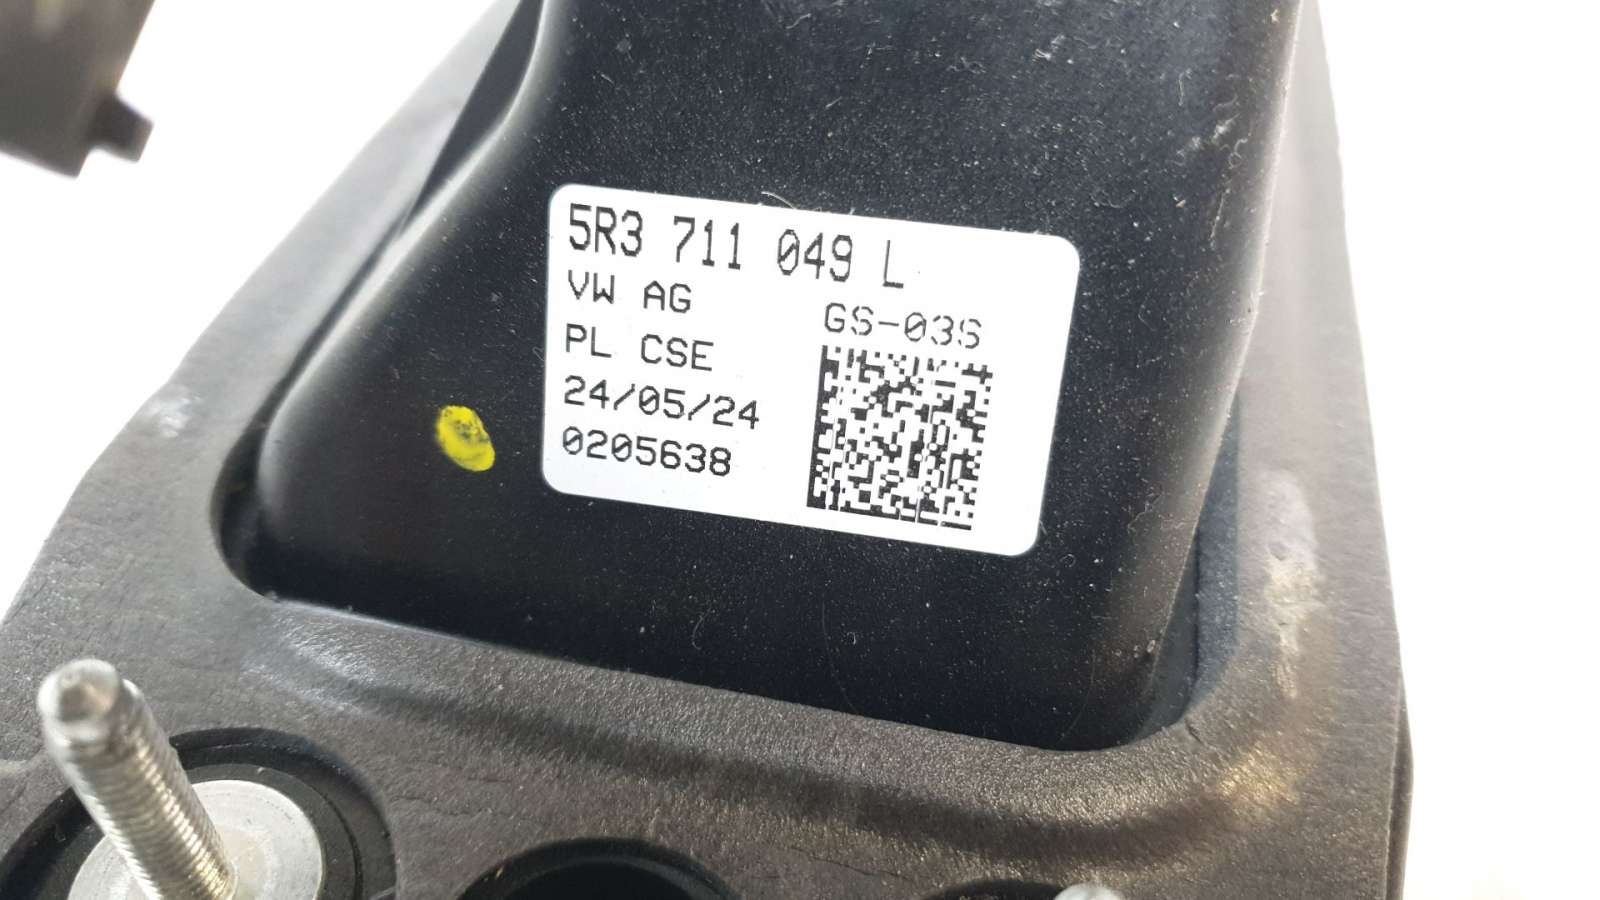 5R3 711 049 L
VW AG
GS-03S
PL CSE
24/05/24
0205638